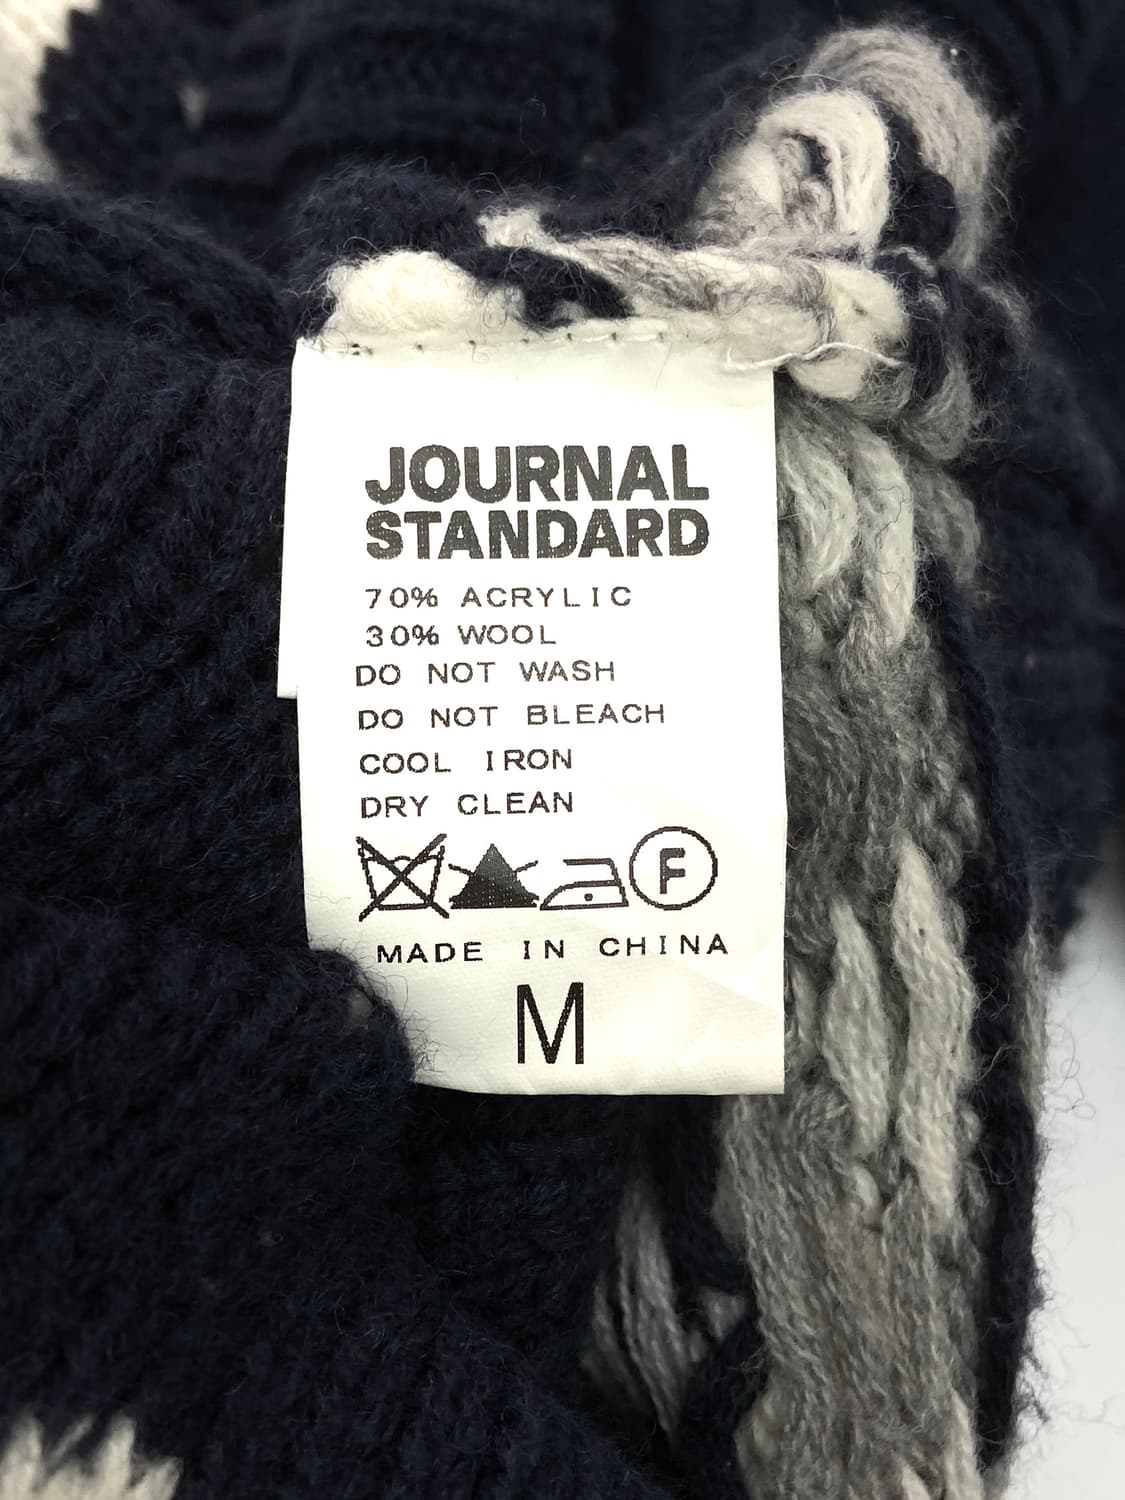 JOURNAL
STANDARD
70% ACRYLIC
30% WOOL
DO NOT WASH
DO NOT BLEACH
COOL IRON
DRY CLEAN
F
MADE IN CHINA
M